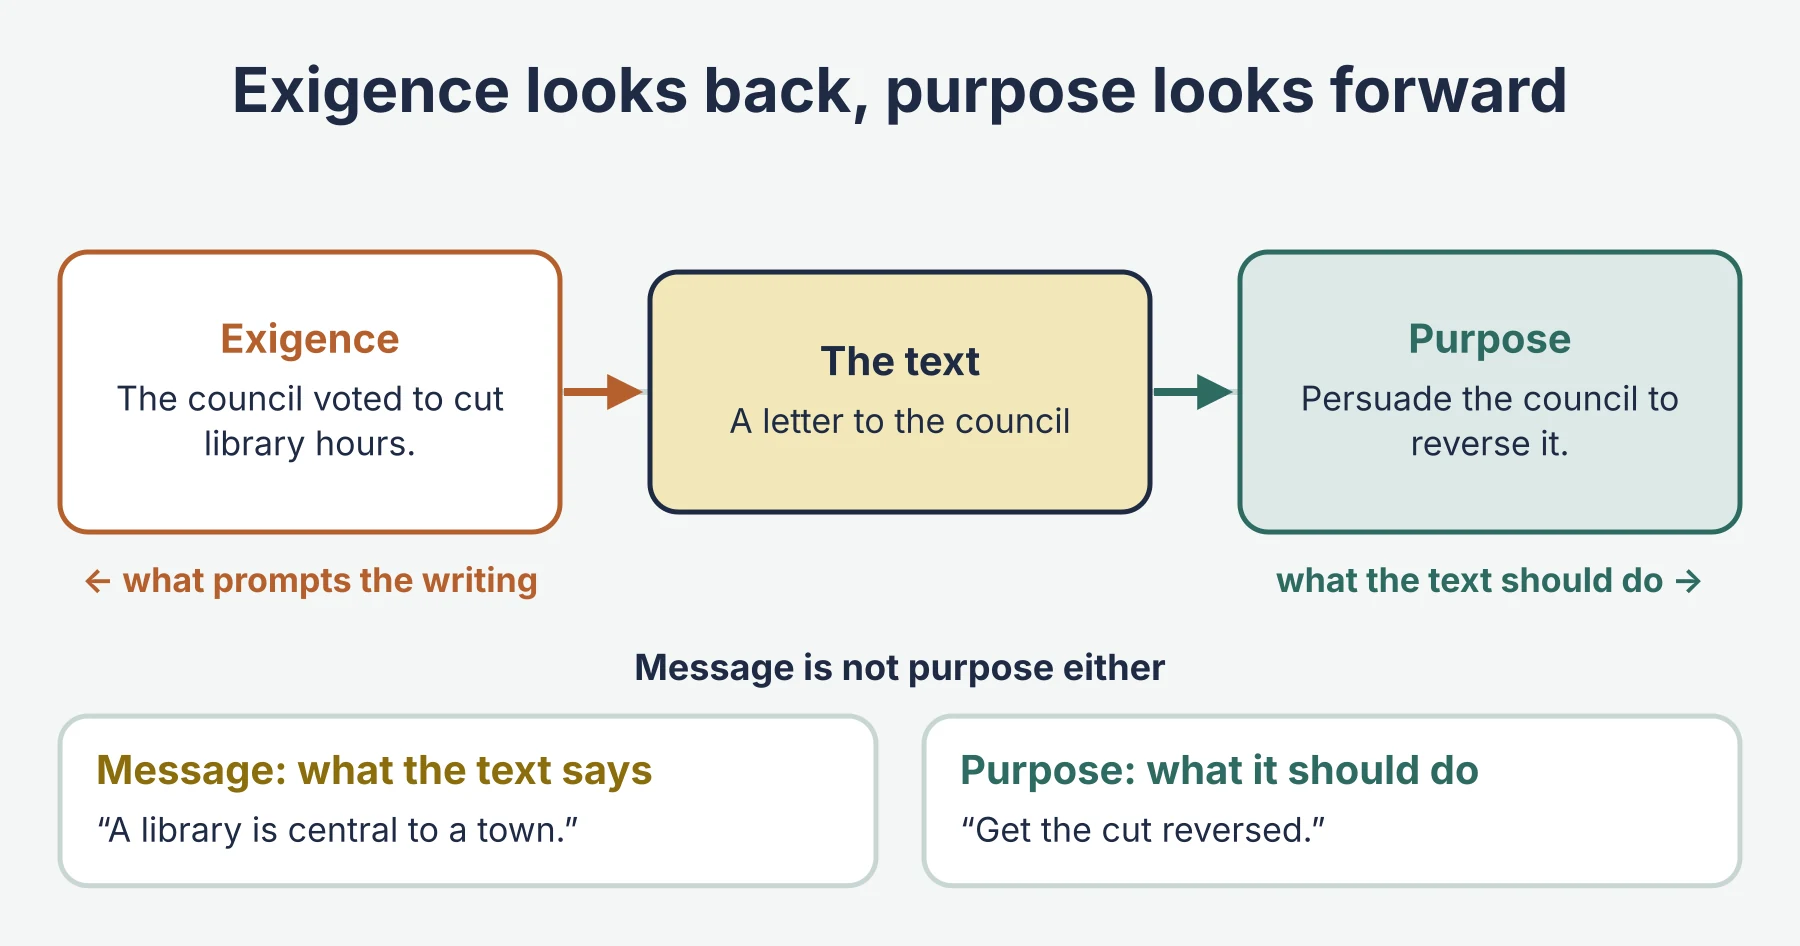 Exigence looks back, purpose looks forward
Exigence
The council voted to cut
library hours.
← what prompts the writing
The text
A letter to the council
Purpose
Persuade the council to
reverse it.
what the text should do →
Message is not purpose either
Message: what the text says
“A library is central to a town.”
Purpose: what it should do
“Get the cut reversed.”